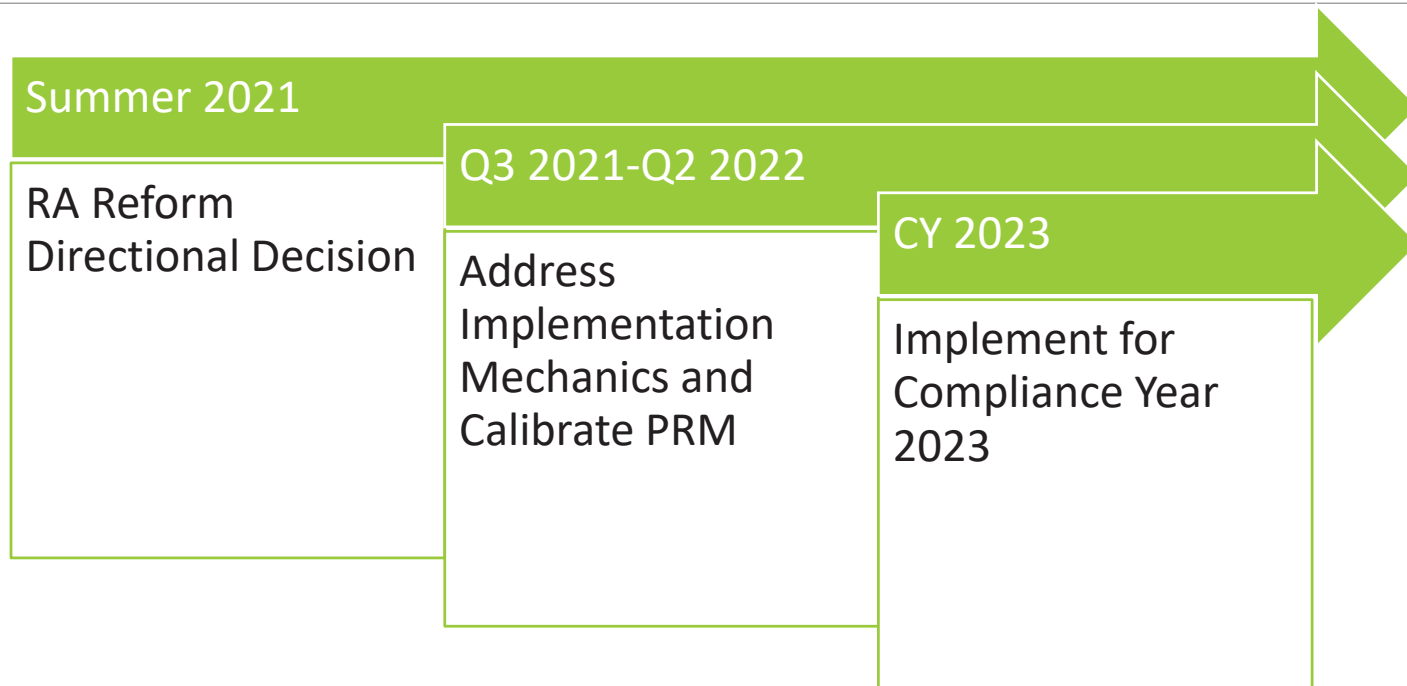 Summer 2021
RA Reform
Directional Decision
Q3 2021-Q2 2022
Address
Implementation
Mechanics and
Calibrate PRM
CY 2023
Implement for
Compliance Year
2023